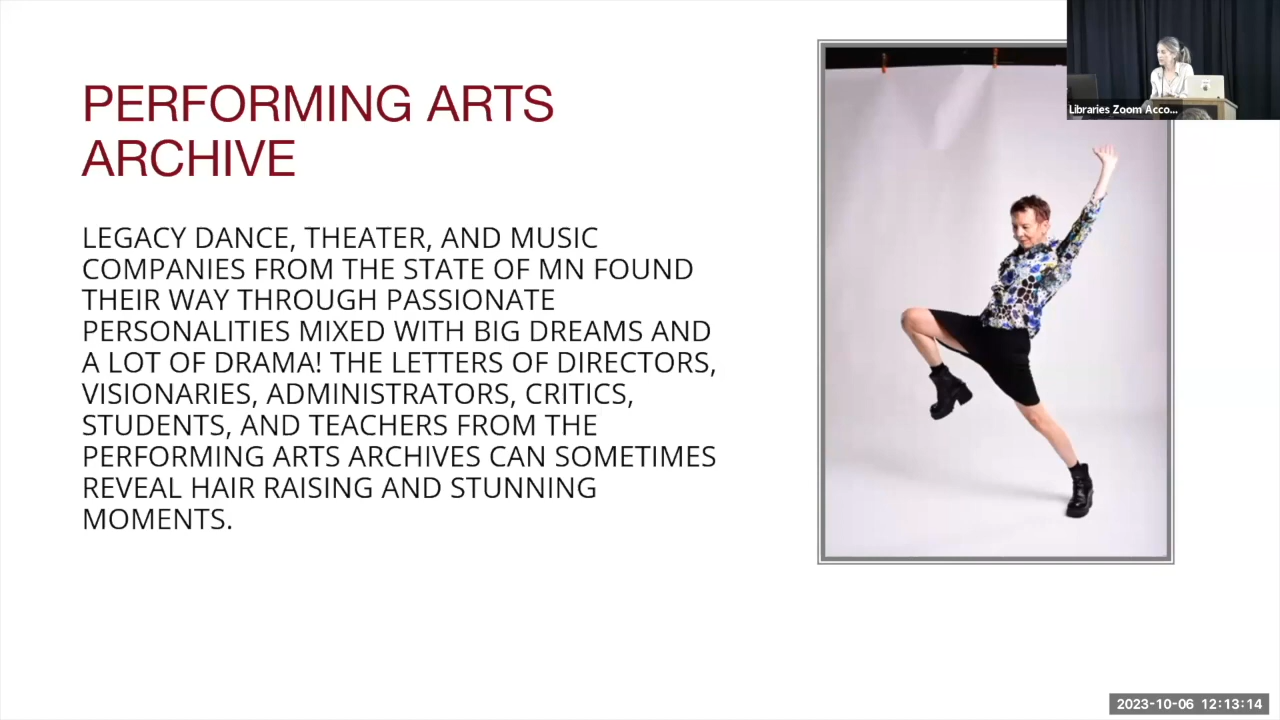 PERFORMING ARTS
ARCHIVE
LEGACY DANCE, THEATER, AND MUSIC
COMPANIES FROM THE STATE OF MN FOUND
THEIR WAY THROUGH PASSIONATE
PERSONALITIES MIXED WITH BIG DREAMS AND
A LOT OF DRAMA! THE LETTERS OF DIRECTORS,
VISIONARIES, ADMINISTRATORS, CRITICS,
STUDENTS, AND TEACHERS FROM THE
PERFORMING ARTS ARCHIVES CAN SOMETIMES
REVEAL HAIR RAISING AND STUNNING
MOMENTS.
Libraries Zoom Acco...
2023-10-06 12:13:14